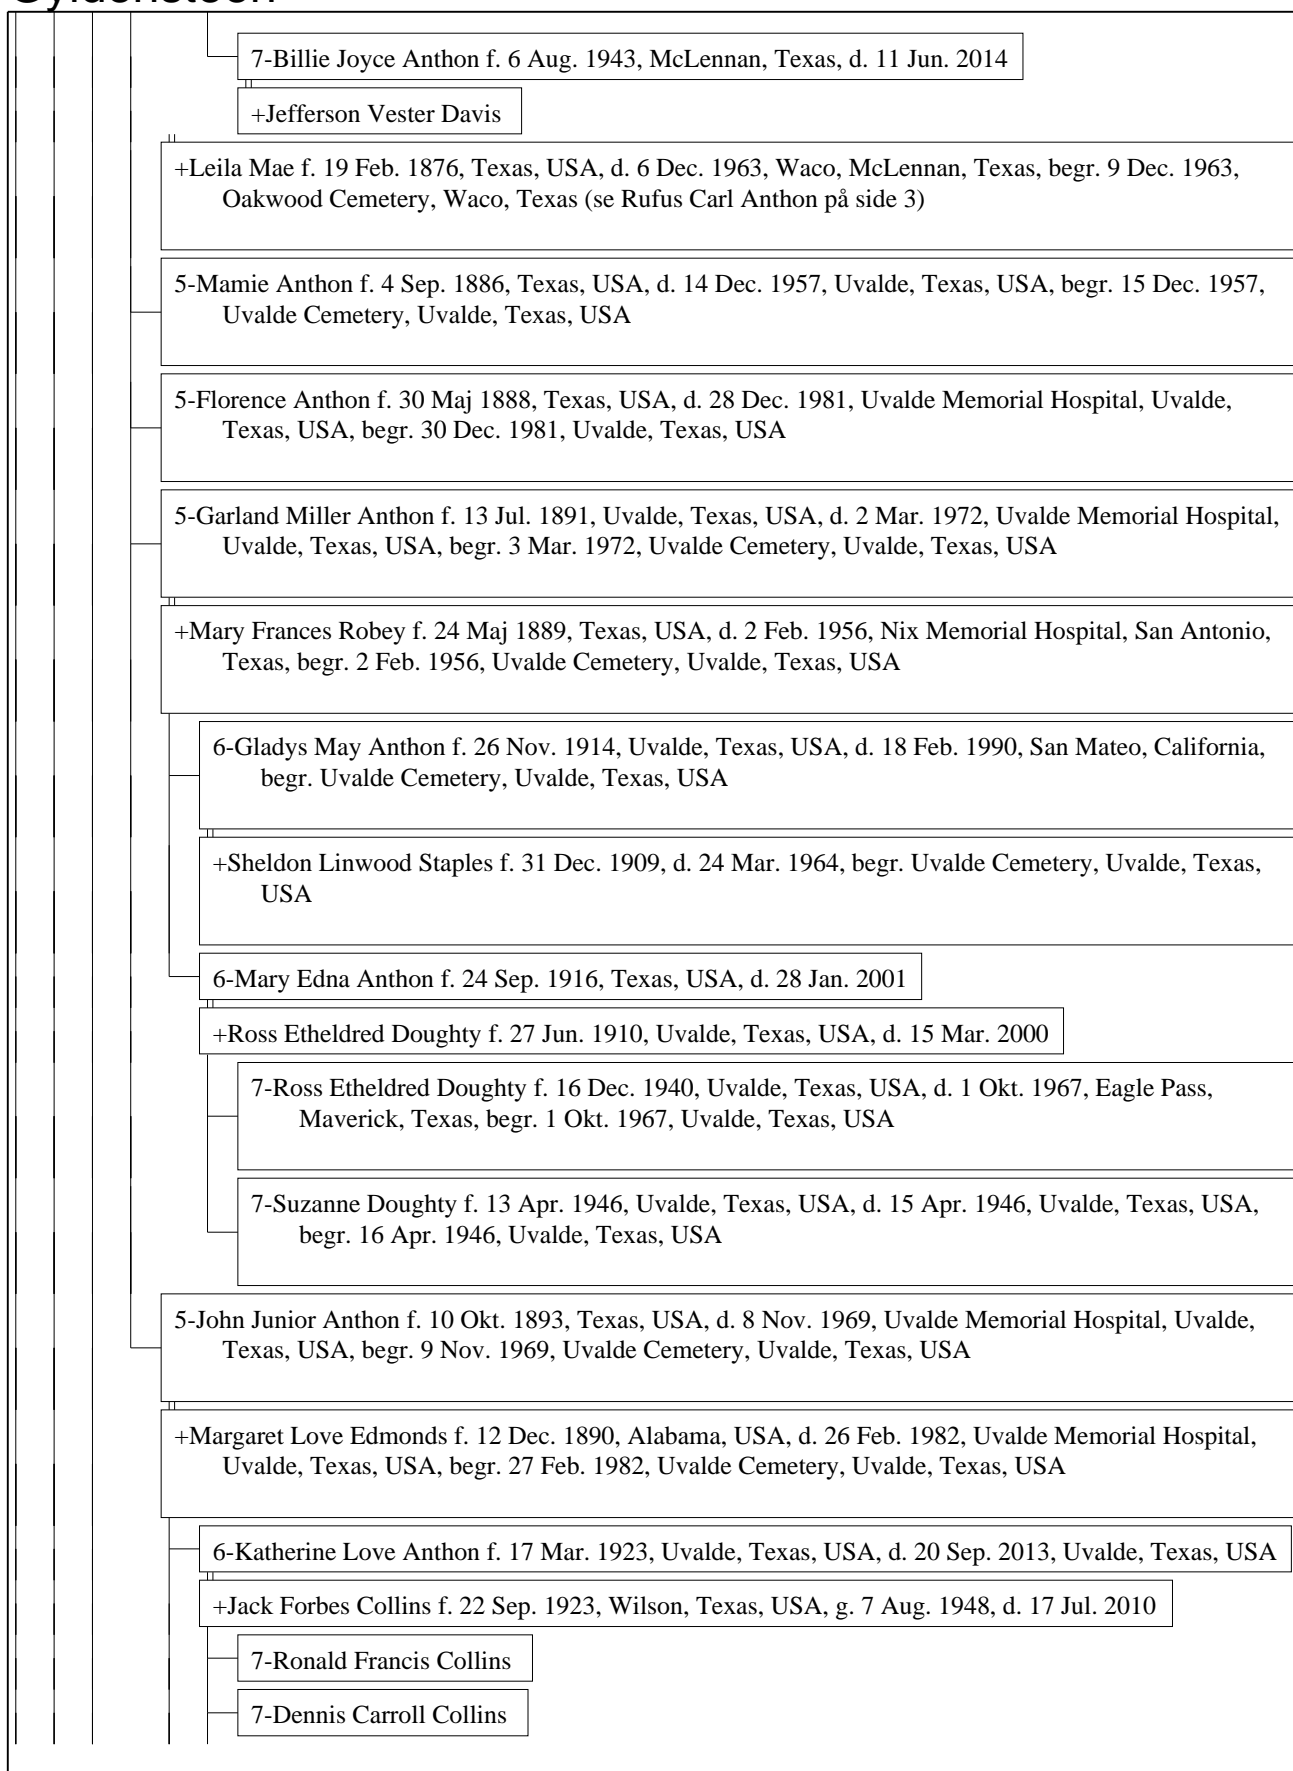 7-Billie Joyce Anthon f. 6 Aug. 1943, McLennan, Texas, d. 11 Jun. 2014
+Jefferson Vester Davis
+Leila Mae f. 19 Feb. 1876, Texas, USA, d. 6 Dec. 1963, Waco, McLennan, Texas, begr. 9 Dec. 1963,
Oakwood Cemetery, Waco, Texas (se Rufus Carl Anthon på side 3)
5-Mamie Anthon f. 4 Sep. 1886, Texas, USA, d. 14 Dec. 1957, Uvalde, Texas, USA, begr. 15 Dec. 1957,
Uvalde Cemetery, Uvalde, Texas, USA
5-Florence Anthon f. 30 Maj 1888, Texas, USA, d. 28 Dec. 1981, Uvalde Memorial Hospital, Uvalde,
Texas, USA, begr. 30 Dec. 1981, Uvalde, Texas, USA
5-Garland Miller Anthon f. 13 Jul. 1891, Uvalde, Texas, USA, d. 2 Mar. 1972, Uvalde Memorial Hospital,
Uvalde, Texas, USA, begr. 3 Mar. 1972, Uvalde Cemetery, Uvalde, Texas, USA
+Mary Frances Robey f. 24 Maj 1889, Texas, USA, d. 2 Feb. 1956, Nix Memorial Hospital, San Antonio,
Texas, begr. 2 Feb. 1956, Uvalde Cemetery, Uvalde, Texas, USA
6-Gladys May Anthon f. 26 Nov. 1914, Uvalde, Texas, USA, d. 18 Feb. 1990, San Mateo, California,
begr. Uvalde Cemetery, Uvalde, Texas, USA
+Sheldon Linwood Staples f. 31 Dec. 1909, d. 24 Mar. 1964, begr. Uvalde Cemetery, Uvalde, Texas,
USA
6-Mary Edna Anthon f. 24 Sep. 1916, Texas, USA, d. 28 Jan. 2001
+Ross Etheldred Doughty f. 27 Jun. 1910, Uvalde, Texas, USA, d. 15 Mar. 2000
7-Ross Etheldred Doughty f. 16 Dec. 1940, Uvalde, Texas, USA, d. 1 Okt. 1967, Eagle Pass,
Maverick, Texas, begr. 1 Okt. 1967, Uvalde, Texas, USA
7-Suzanne Doughty f. 13 Apr. 1946, Uvalde, Texas, USA, d. 15 Apr. 1946, Uvalde, Texas, USA,
begr. 16 Apr. 1946, Uvalde, Texas, USA
5-John Junior Anthon f. 10 Okt. 1893, Texas, USA, d. 8 Nov. 1969, Uvalde Memorial Hospital, Uvalde,
Texas, USA, begr. 9 Nov. 1969, Uvalde Cemetery, Uvalde, Texas, USA
+Margaret Love Edmonds f. 12 Dec. 1890, Alabama, USA, d. 26 Feb. 1982, Uvalde Memorial Hospital,
Uvalde, Texas, USA, begr. 27 Feb. 1982, Uvalde Cemetery, Uvalde, Texas, USA
6-Katherine Love Anthon f. 17 Mar. 1923, Uvalde, Texas, USA, d. 20 Sep. 2013, Uvalde, Texas, USA
+Jack Forbes Collins f. 22 Sep. 1923, Wilson, Texas, USA, g. 7 Aug. 1948, d. 17 Jul. 2010
7-Ronald Francis Collins
7-Dennis Carroll Collins